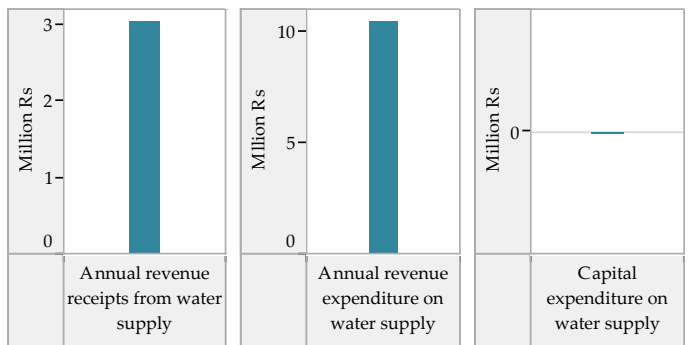 3
2
1
0
Million Rs
Annual revenue
receipts from water
supply
10
5
0
Mllion Rs
Annual revenue
expenditure on
water supply
0
Million Rs
Capital
expenditure on
water supply